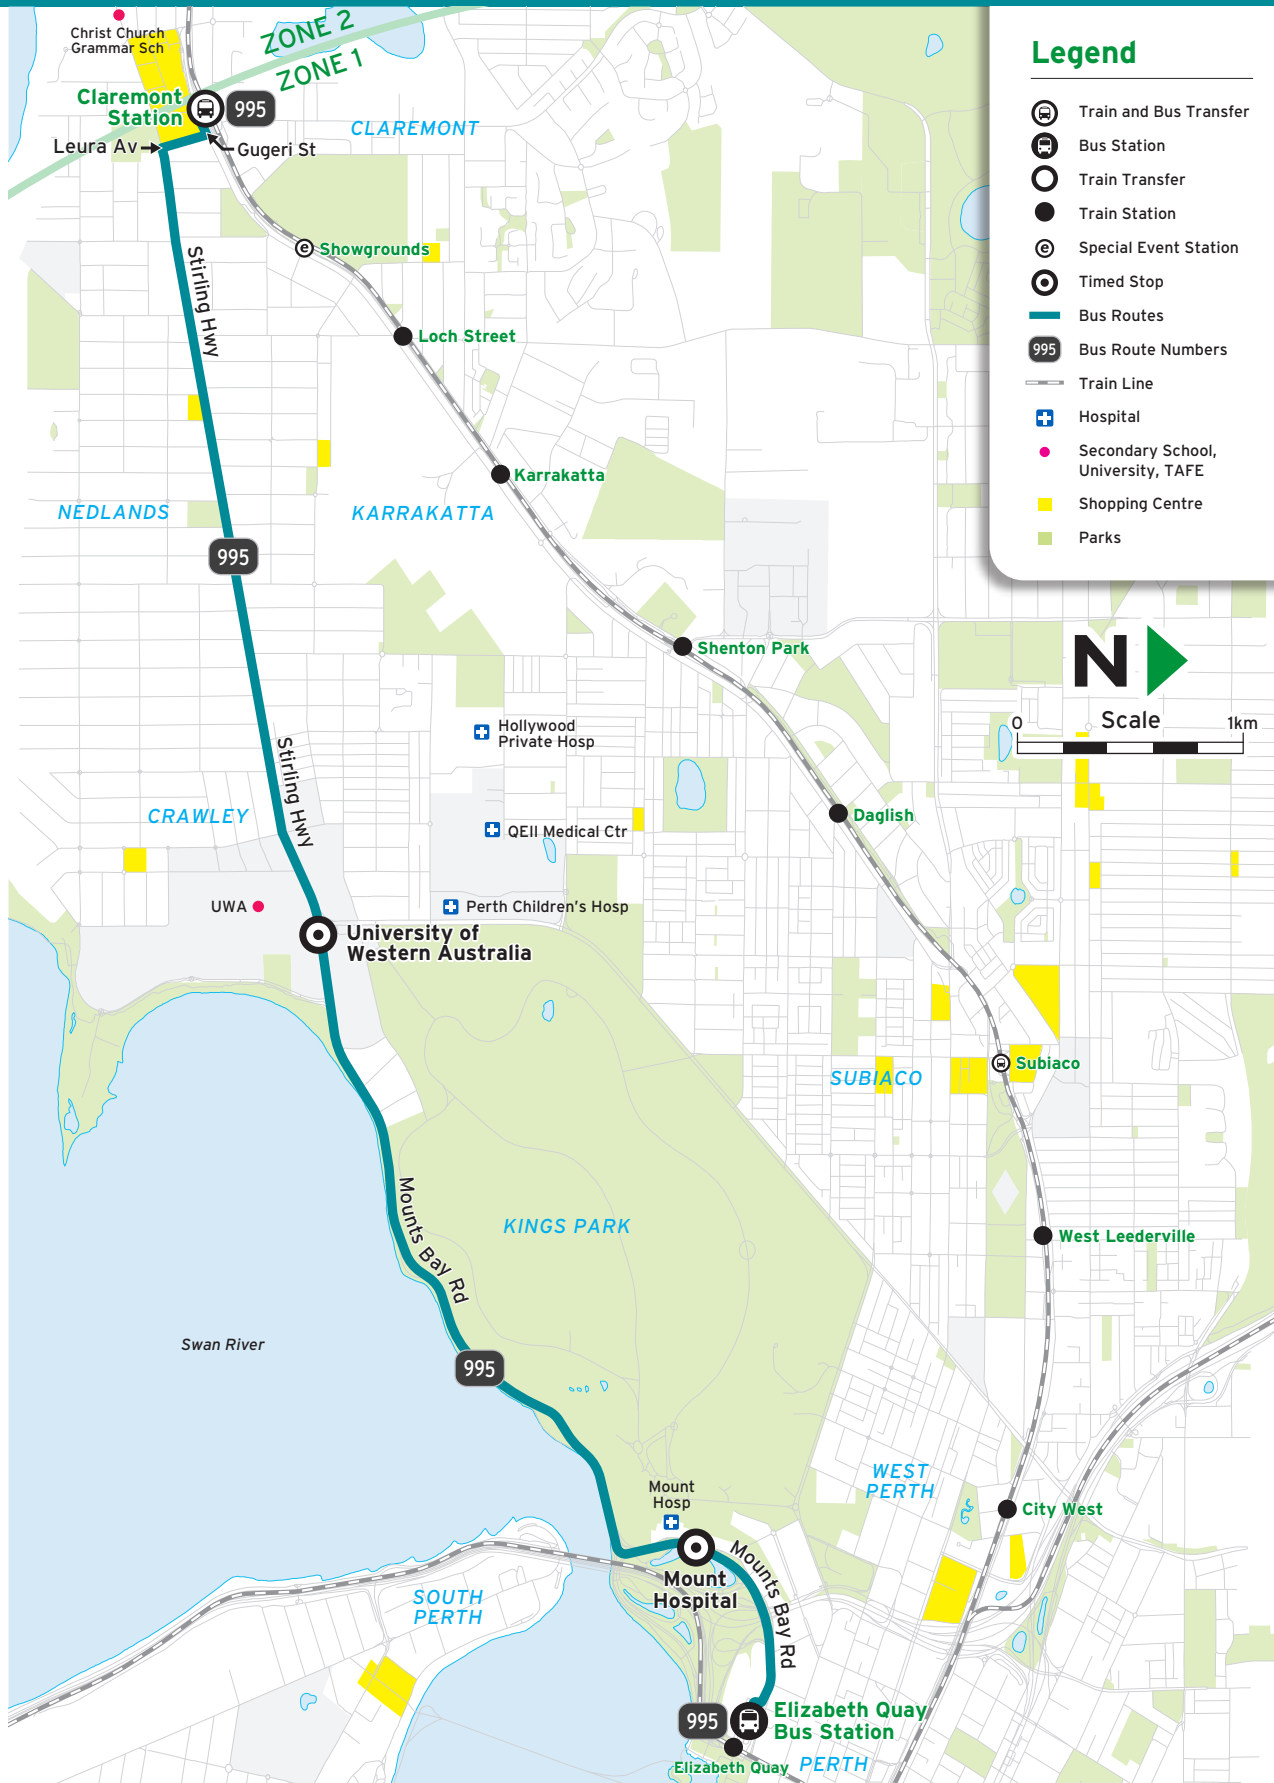 Christ Church
Grammar Sch
ZONE 2
ZONE 1
Claremont
Station
995
Leura Av
Gugeri St
CLAREMONT
Showgrounds
Stirling Hwy
Loch Street
Karrakatta
NEDLANDS
KARRAKATTA
995
Shenton Park
Hollywood
Private Hosp
Stirling Hwy
CRAWLEY
QEII Medical Ctr
Daglish
UWA
Perth Children's Hosp
University of
Western Australia
SUBIACO
Subiaco
Mounts Bay Rd
KINGS PARK
West Leederville
Swan River
995
WEST
PERTH
Mount
Hosp
City West
Mounts Bay Rd
Mount
Hospital
SOUTH
PERTH
995
Elizabeth Quay
Bus Station
Elizabeth Quay
PERTH
Legend
Train and Bus Transfer
Bus Station
Train Transfer
Train Station
e
Special Event Station
Timed Stop
Bus Routes
995
Bus Route Numbers
Train Line
Hospital
Secondary School,
University, TAFE
Shopping Centre
Parks
N
0
Scale
1km